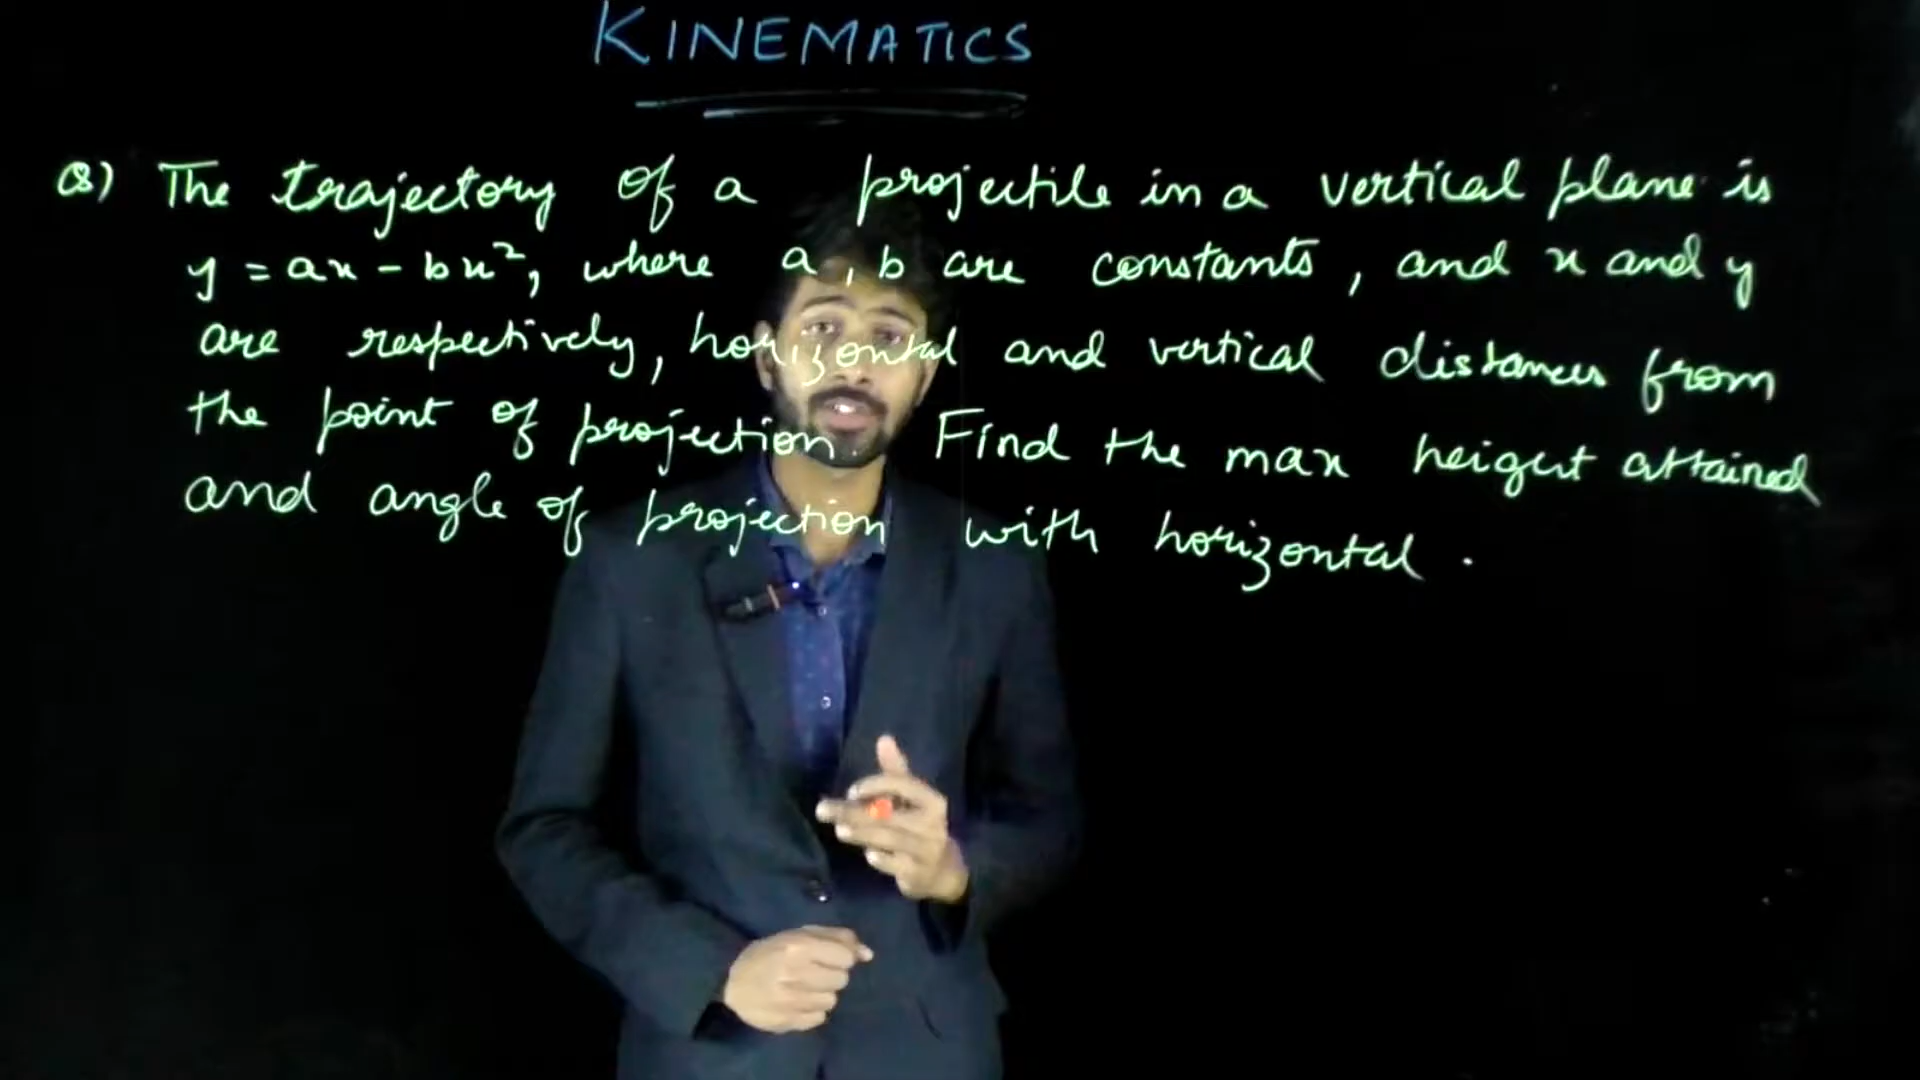 KINEMATICS
Q) The trajectory of a projectile in a vertical plane is
y = ax - bx², where a, b are constants, and x and y
are respectively, horizontal and vertical distances from
the point of projection. Find the max height attained
and angle of projection with horizontal.